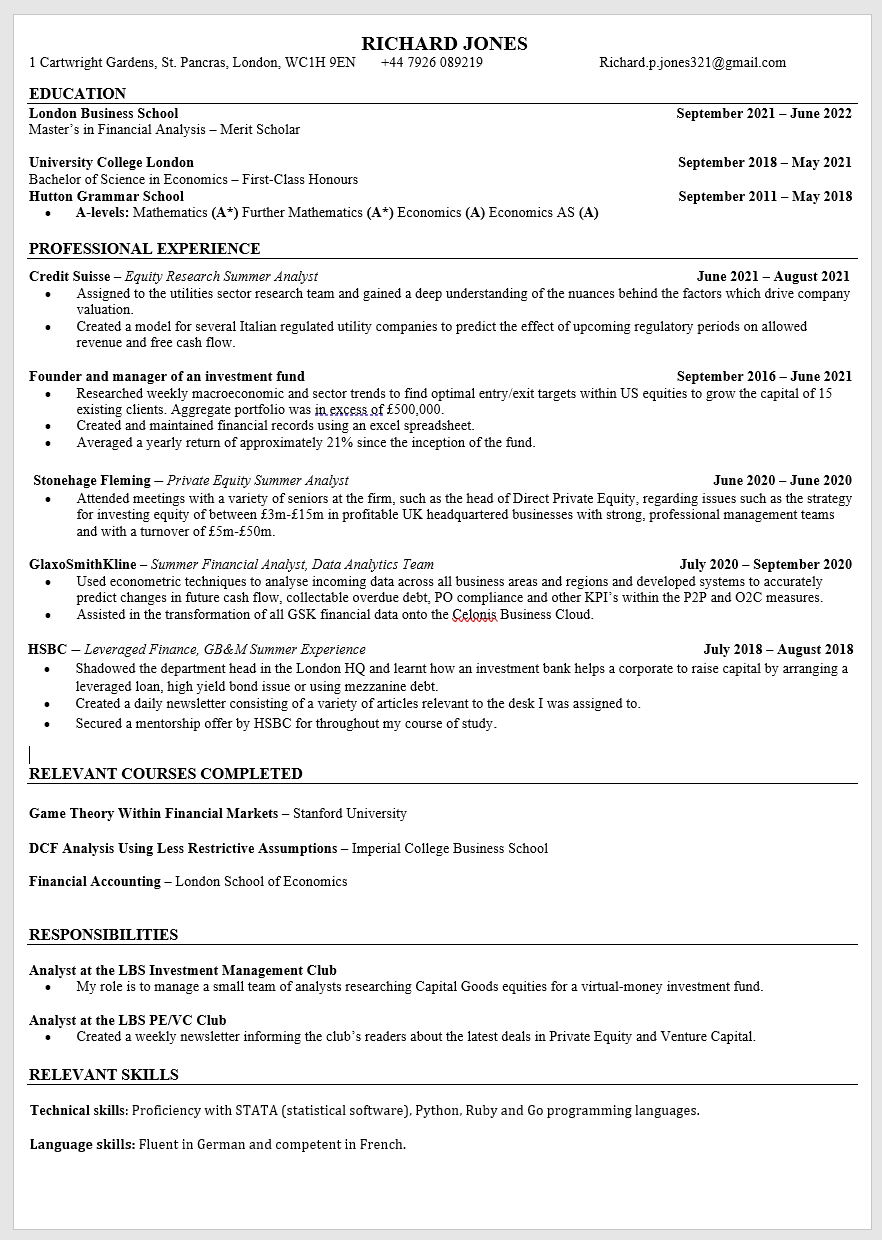 RICHARD JONES
1 Cartwright Gardens, St. Pancras, London, WC1H 9EN +44 7926 089219 Richard.p.jones321@gmail.com
EDUCATION
London Business School September 2021 – June 2022
Master's in Financial Analysis – Merit Scholar
University College London September 2018 – May 2021
Bachelor of Science in Economics – First-Class Honours
Hutton Grammar School September 2011 – May 2018
• A-levels: Mathematics (A*) Further Mathematics (A*) Economics (A) Economics AS (A)
PROFESSIONAL EXPERIENCE
Credit Suisse – Equity Research Summer Analyst June 2021 – August 2021
• Assigned to the utilities sector research team and gained a deep understanding of the nuances behind the factors which drive company
valuation.
• Created a model for several Italian regulated utility companies to predict the effect of upcoming regulatory periods on allowed
revenue and free cash flow.
Founder and manager of an investment fund September 2016 – June 2021
• Researched weekly macroeconomic and sector trends to find optimal entry/exit targets within US equities to grow the capital of 15
existing clients. Aggregate portfolio was in excess of £500,000.
• Created and maintained financial records using an excel spreadsheet.
• Averaged a yearly return of approximately 21% since the inception of the fund.
Stonehage Fleming – Private Equity Summer Analyst June 2020 – June 2020
• Attended meetings with a variety of seniors at the firm, such as the head of Direct Private Equity, regarding issues such as the strategy
for investing equity of between £3m-£15m in profitable UK headquartered businesses with strong, professional management teams
and with a turnover of £5m-£50m.
GlaxoSmithKline – Summer Financial Analyst, Data Analytics Team July 2020 – September 2020
• Used econometric techniques to analyse incoming data across all business areas and regions and developed systems to accurately
predict changes in future cash flow, collectable overdue debt, PO compliance and other KPI's within the P2P and O2C measures.
• Assisted in the transformation of all GSK financial data onto the Celonis Business Cloud.
HSBC – Leveraged Finance, GB&M Summer Experience July 2018 – August 2018
• Shadowed the department head in the London HQ and learnt how an investment bank helps a corporate to raise capital by arranging a
leveraged loan, high yield bond issue or using mezzanine debt.
• Created a daily newsletter consisting of a variety of articles relevant to the desk I was assigned to.
• Secured a mentorship offer by HSBC for throughout my course of study.
RELEVANT COURSES COMPLETED
Game Theory Within Financial Markets – Stanford University
DCF Analysis Using Less Restrictive Assumptions – Imperial College Business School
Financial Accounting – London School of Economics
RESPONSIBILITIES
Analyst at the LBS Investment Management Club
• My role is to manage a small team of analysts researching Capital Goods equities for a virtual-money investment fund.
Analyst at the LBS PE/VC Club
• Created a weekly newsletter informing the club's readers about the latest deals in Private Equity and Venture Capital.
RELEVANT SKILLS
Technical skills: Proficiency with STATA (statistical software), Python, Ruby and Go programming languages.
Language skills: Fluent in German and competent in French.